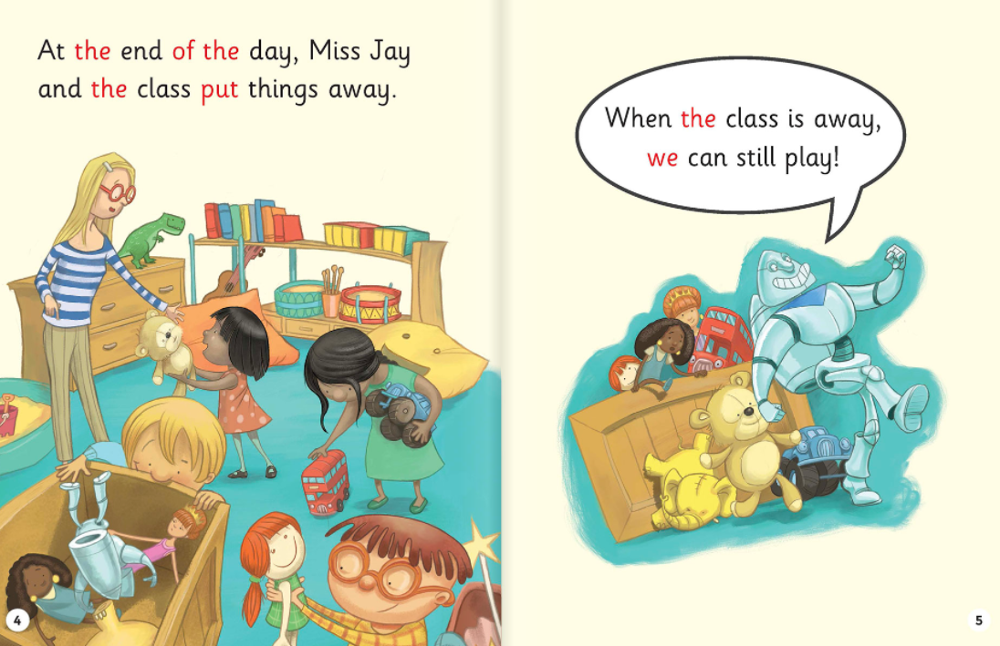 At the end of the day, Miss Jay
and the class put things away.
4
When the class is away,
we can still play!
5